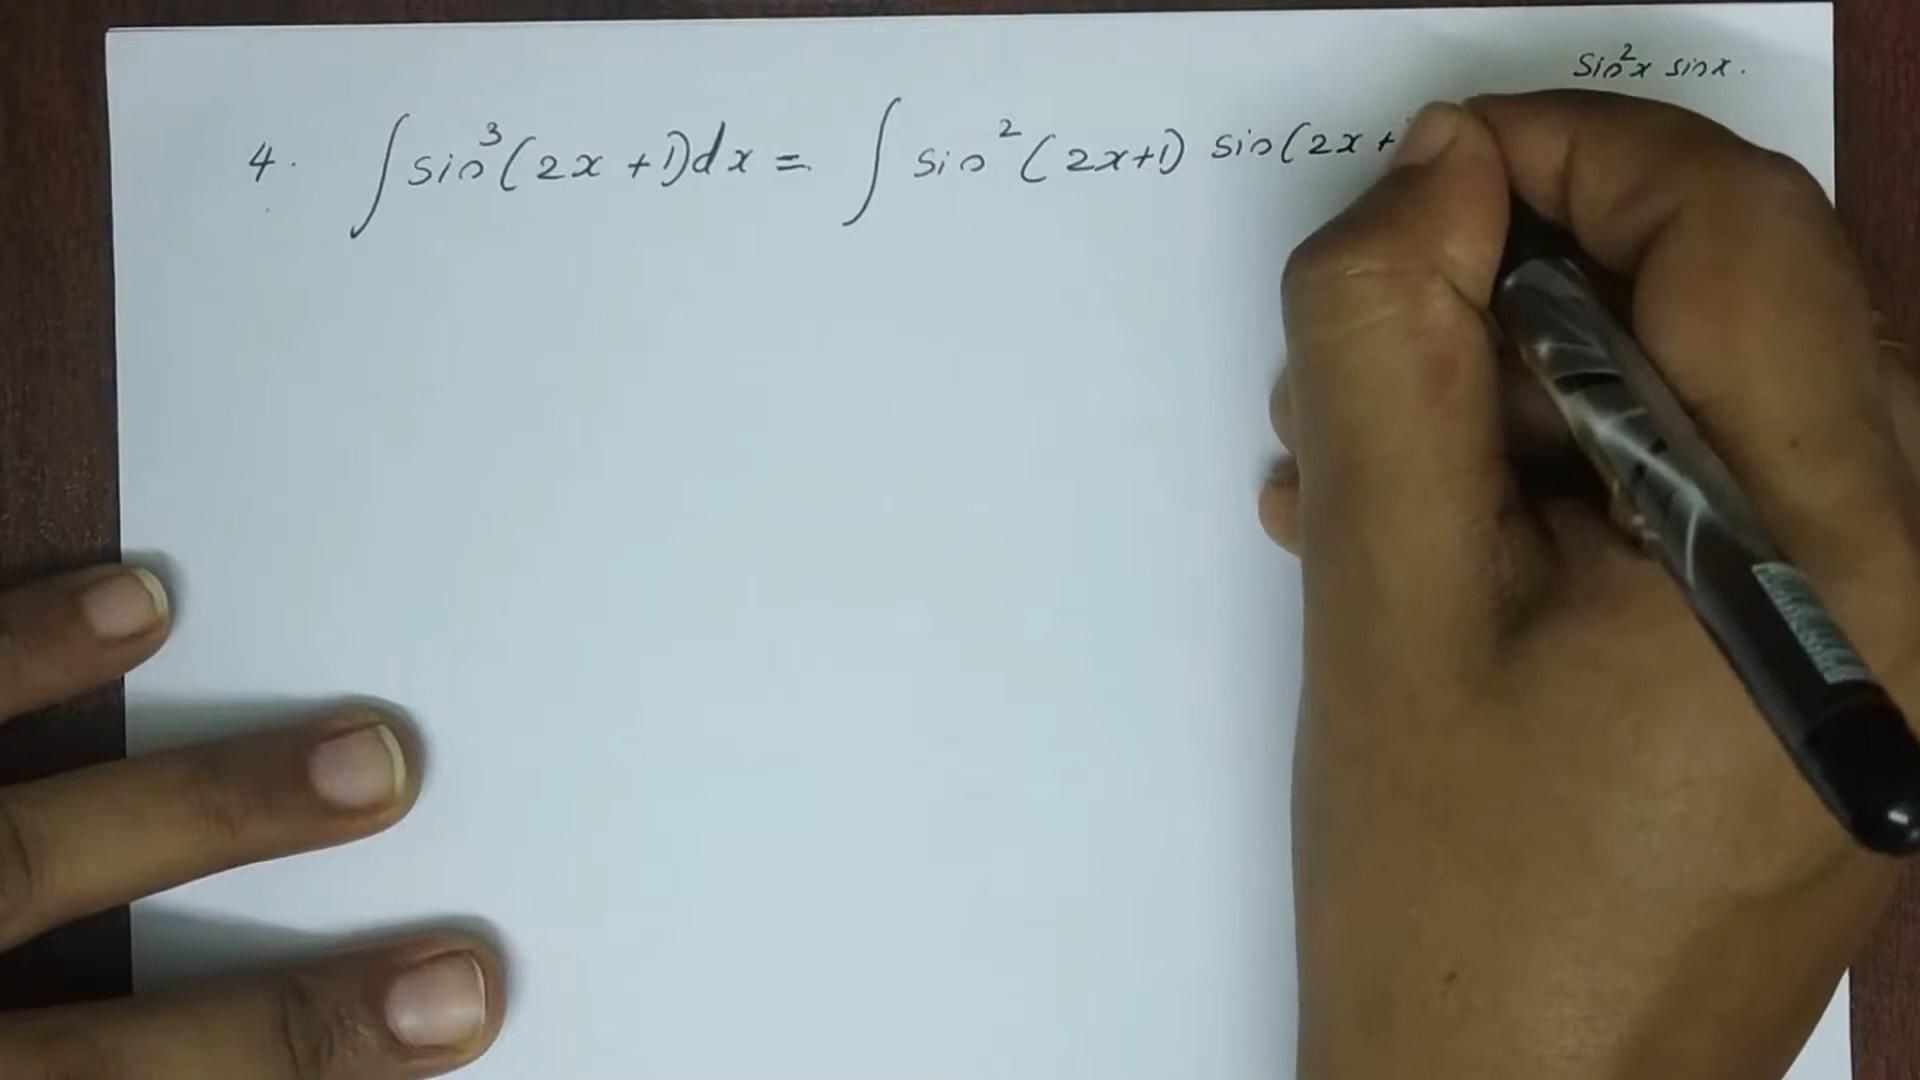 sin²x sinx.
4. ∫sin³(2x+1)dx = ∫sin²(2x+1) sin(2x+